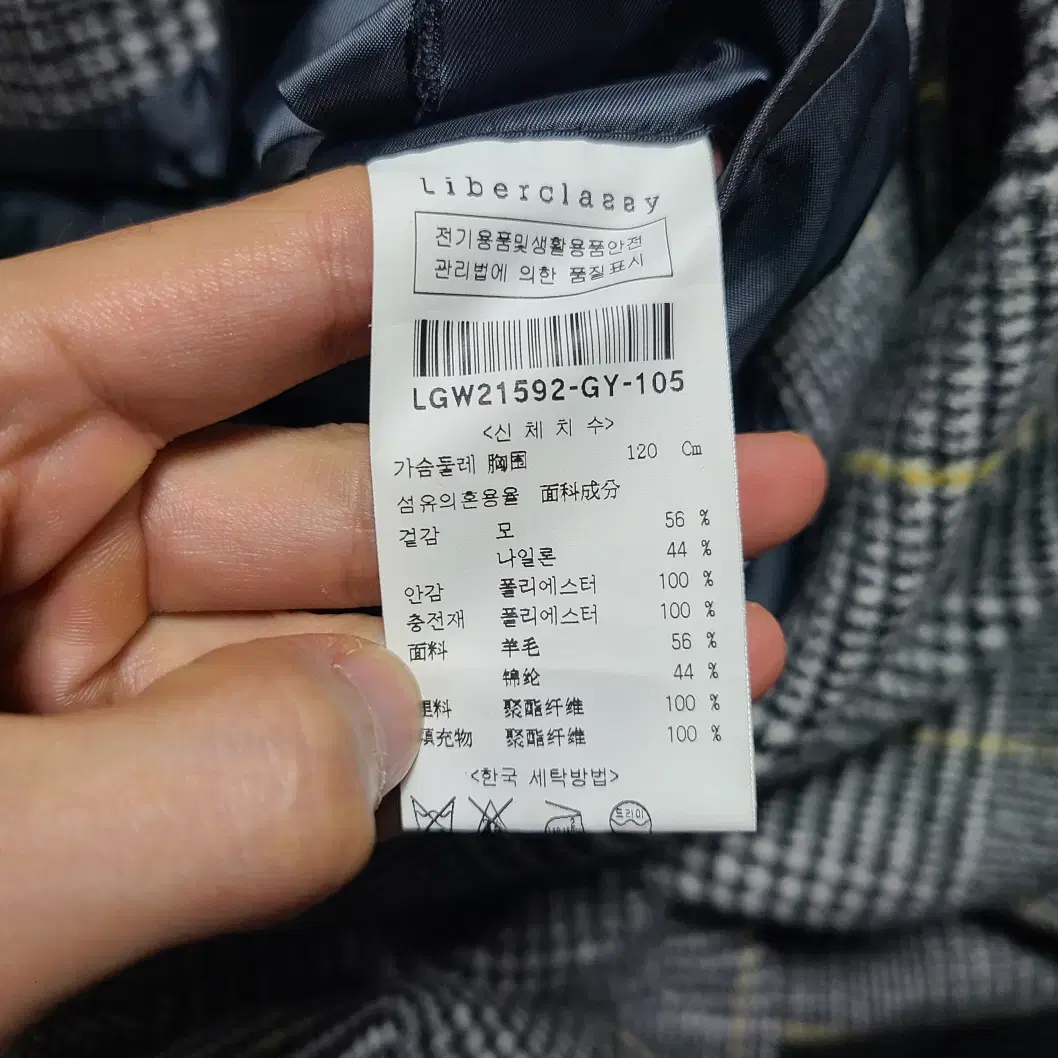 Liberclassy
전기용품및생활용품안전
관리법에 의한 품질표시
LGW21592-GY-105
<신 체 치 수>
가슴둘레 胸围 120 Cm
섬유의혼용율 面料成分
겉감 모 56 %
나일론 44 %
안감 폴리에스터 100 %
충전재 폴리에스터 100 %
面料 羊毛 56 %
锦纶 44 %
里料 聚酯纤维 100 %
填充物 聚酯纤维 100 %
<한국 세탁방법>
드라이